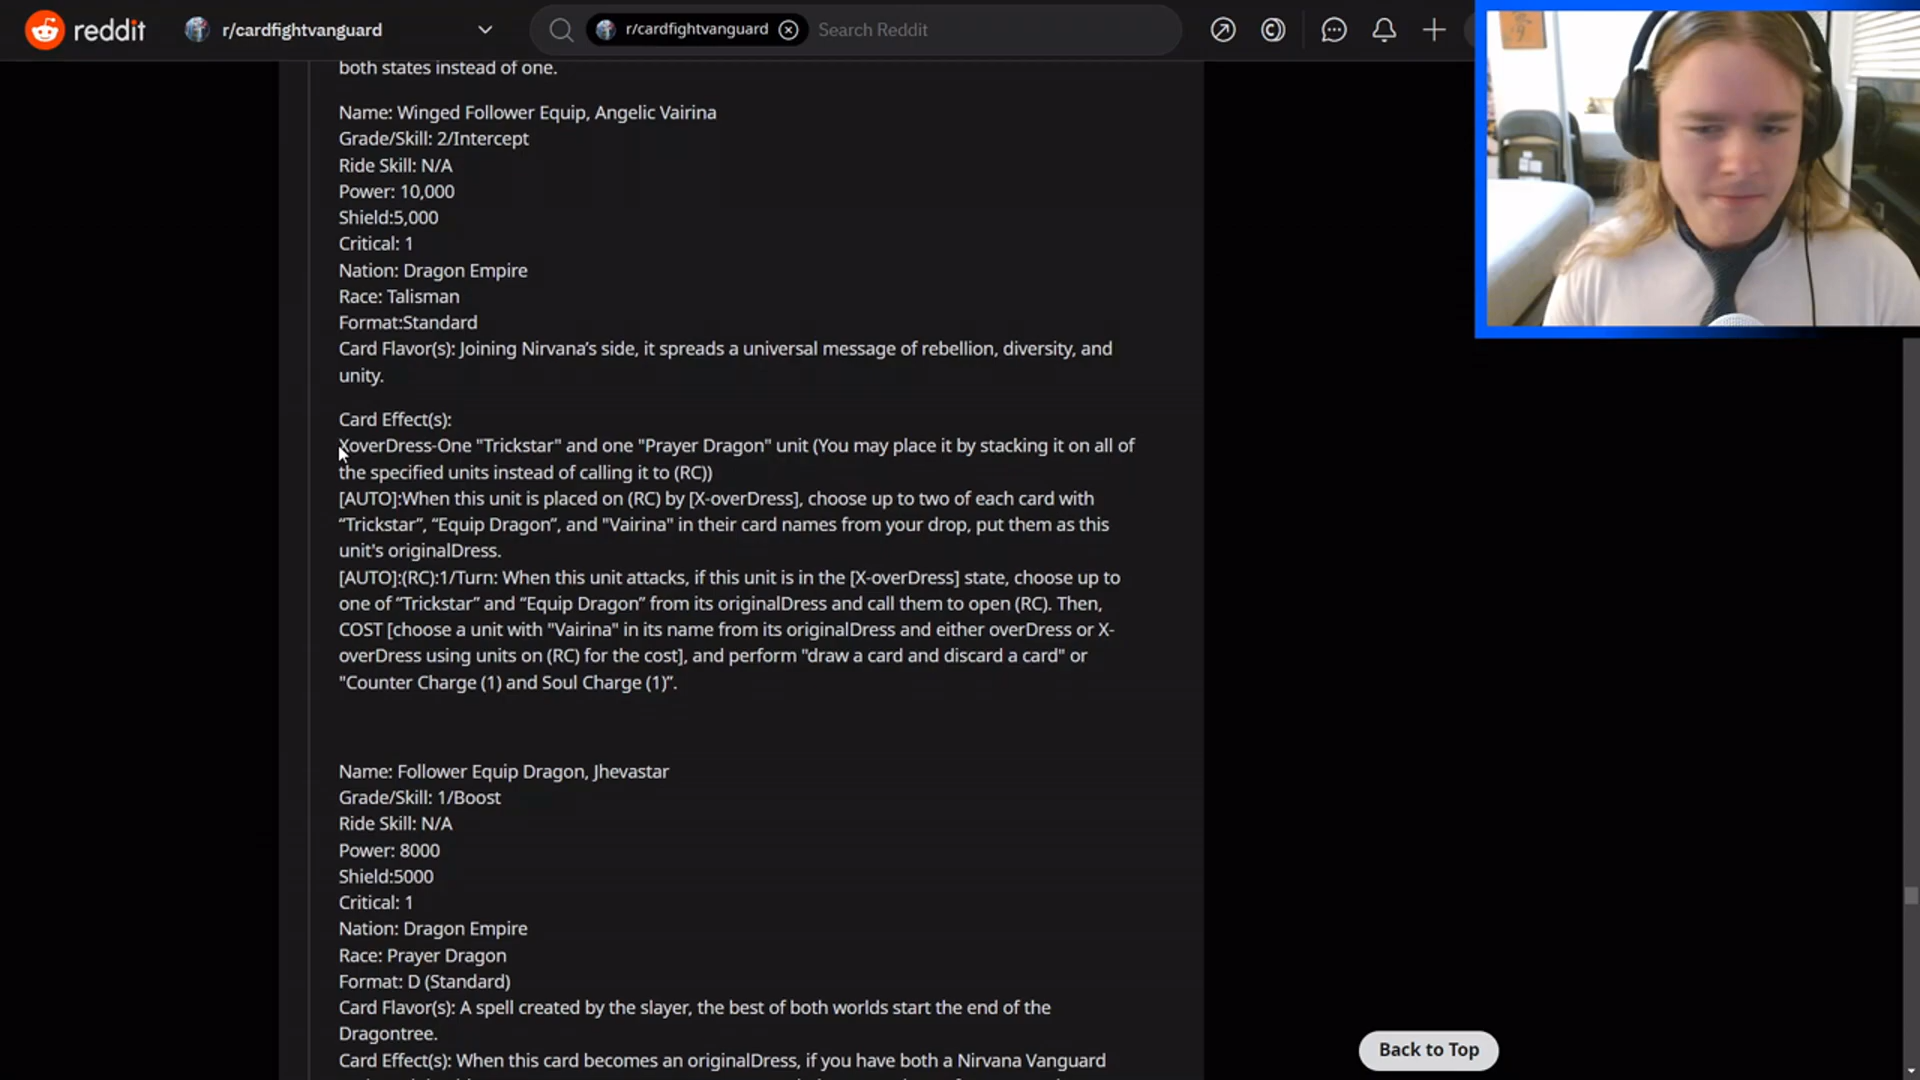 reddit
r/cardfightvanguard
r/cardfightvanguard
Search Reddit
both states instead of one.
Name: Winged Follower Equip, Angelic Vairina
Grade/Skill: 2/Intercept
Ride Skill: N/A
Power: 10,000
Shield:5,000
Critical: 1
Nation: Dragon Empire
Race: Talisman
Format:Standard
Card Flavor(s): Joining Nirvana’s side, it spreads a universal message of rebellion, diversity, and
unity.
Card Effect(s):
XoverDress-One "Trickstar" and one "Prayer Dragon" unit (You may place it by stacking it on all of
the specified units instead of calling it to (RC))
[AUTO]:When this unit is placed on (RC) by [X-overDress], choose up to two of each card with
“Trickstar”, “Equip Dragon”, and "Vairina" in their card names from your drop, put them as this
unit's originalDress.
[AUTO]:(RC):1/Turn: When this unit attacks, if this unit is in the [X-overDress] state, choose up to
one of “Trickstar” and “Equip Dragon” from its originalDress and call them to open (RC). Then,
COST [choose a unit with "Vairina" in its name from its originalDress and either overDress or X-
overDress using units on (RC) for the cost], and perform "draw a card and discard a card" or
"Counter Charge (1) and Soul Charge (1)”.
Name: Follower Equip Dragon, Jhevastar
Grade/Skill: 1/Boost
Ride Skill: N/A
Power: 8000
Shield:5000
Critical: 1
Nation: Dragon Empire
Race: Prayer Dragon
Format: D (Standard)
Card Flavor(s): A spell created by the slayer, the best of both worlds start the end of the
Dragontree.
Card Effect(s): When this card becomes an originalDress, if you have both a Nirvana Vanguard
Back to Top